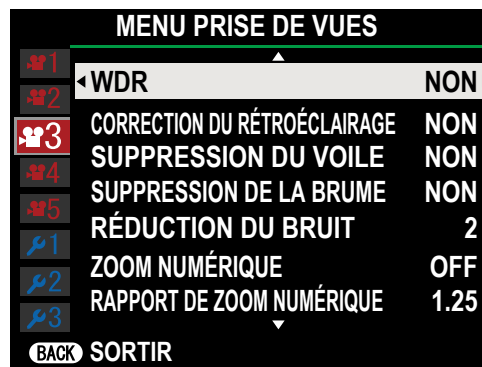 MENU PRISE DE VUES
1
WDR NON
2
3
CORRECTION DU RÉTROÉCLAIRAGE NON
SUPPRESSION DU VOILE NON
4
SUPPRESSION DE LA BRUME NON
5
RÉDUCTION DU BRUIT 2
1
ZOOM NUMÉRIQUE OFF
2
RAPPORT DE ZOOM NUMÉRIQUE 1.25
3
BACK SORTIR